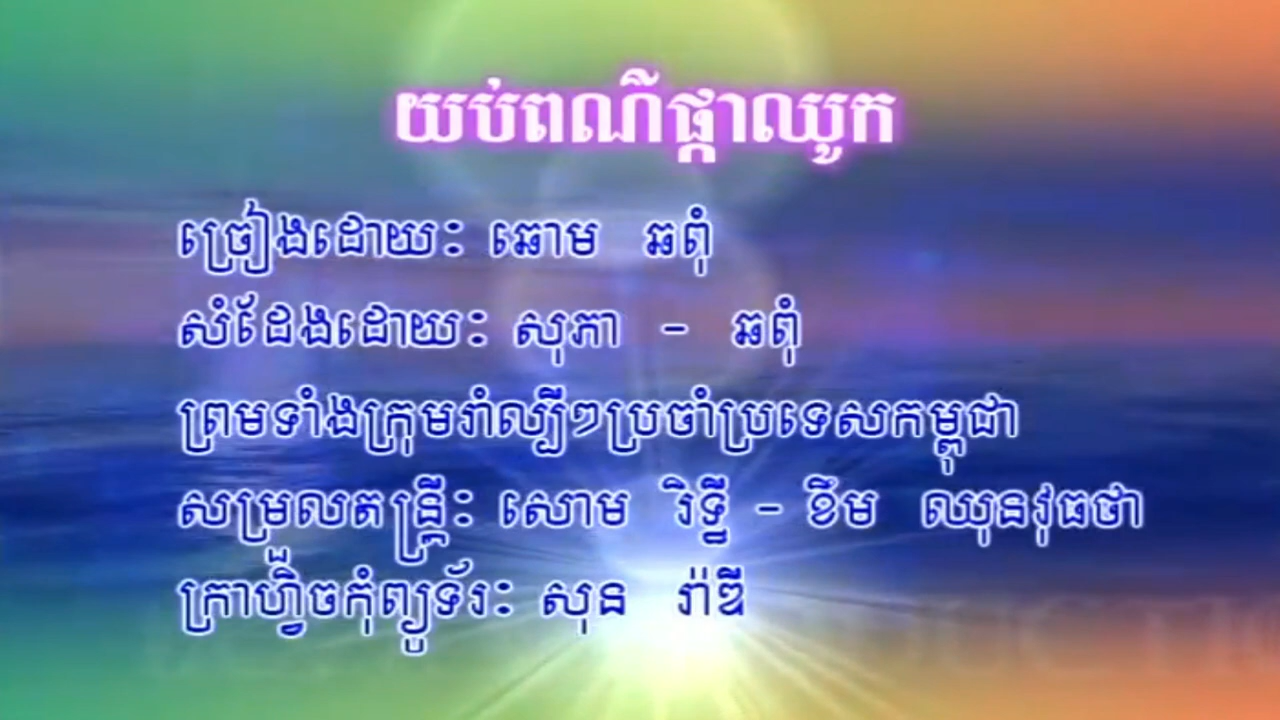 យប់ពណ៌ផ្កាឈូក
ច្រៀងដោយ៖ ឆោម ឆពុំ
សំដែងដោយ៖ សុភា - ឆពុំ
ព្រមទាំងក្រុមរាំល្បីៗប្រចាំប្រទេសកម្ពុជា
សម្រួលតន្ត្រី៖ សោម រិទ្ធី - ខឹម ឈុនវុធថា
ក្រាហ្វិចកុំព្យូទ័រ៖ សុន រ៉ាឌី